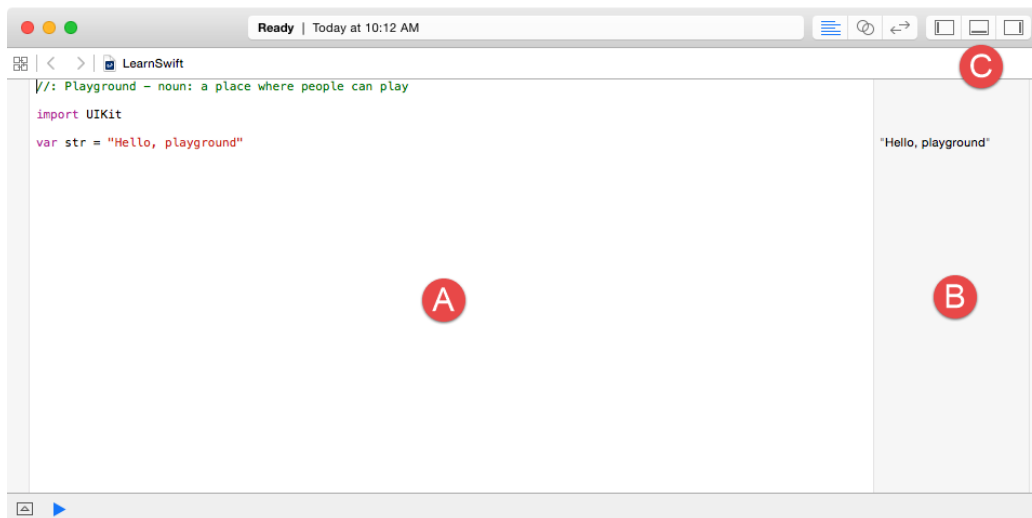 Ready | Today at 10:12 AM
LearnSwift
C
//: Playground – noun: a place where people can play
import UIKit
var str = "Hello, playground"
"Hello, playground"
A
B